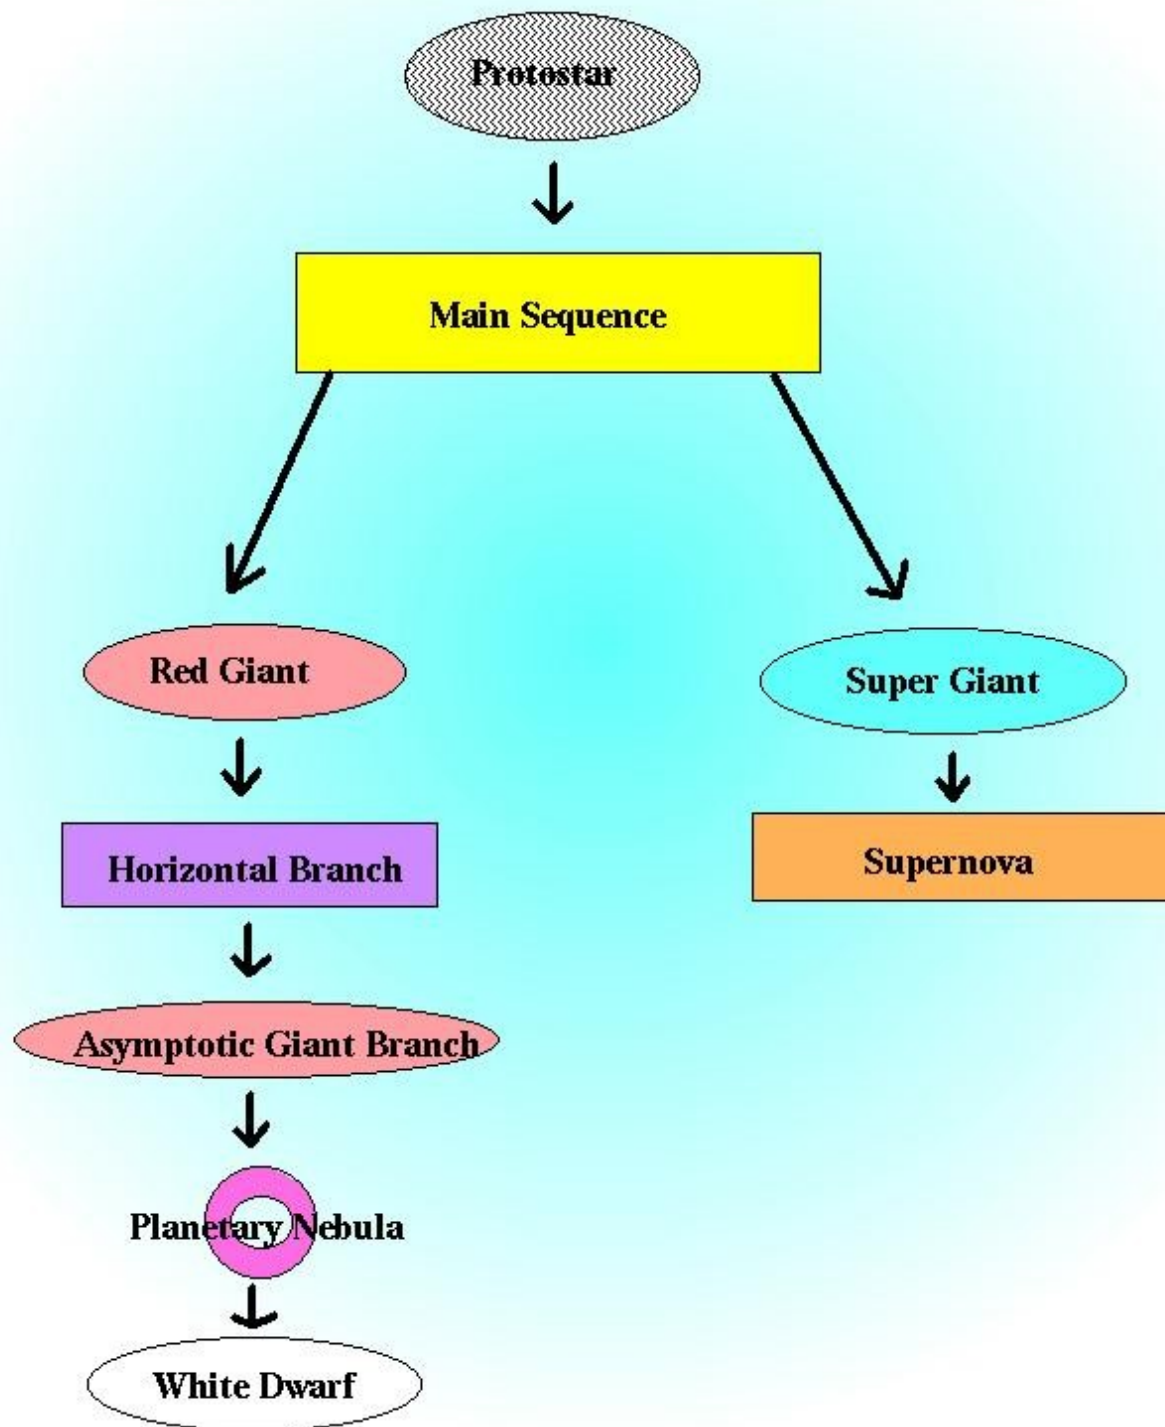 Protostar
Main Sequence
Red Giant
Super Giant
Horizontal Branch
Supernova
Asymptotic Giant Branch
Planetary Nebula
White Dwarf